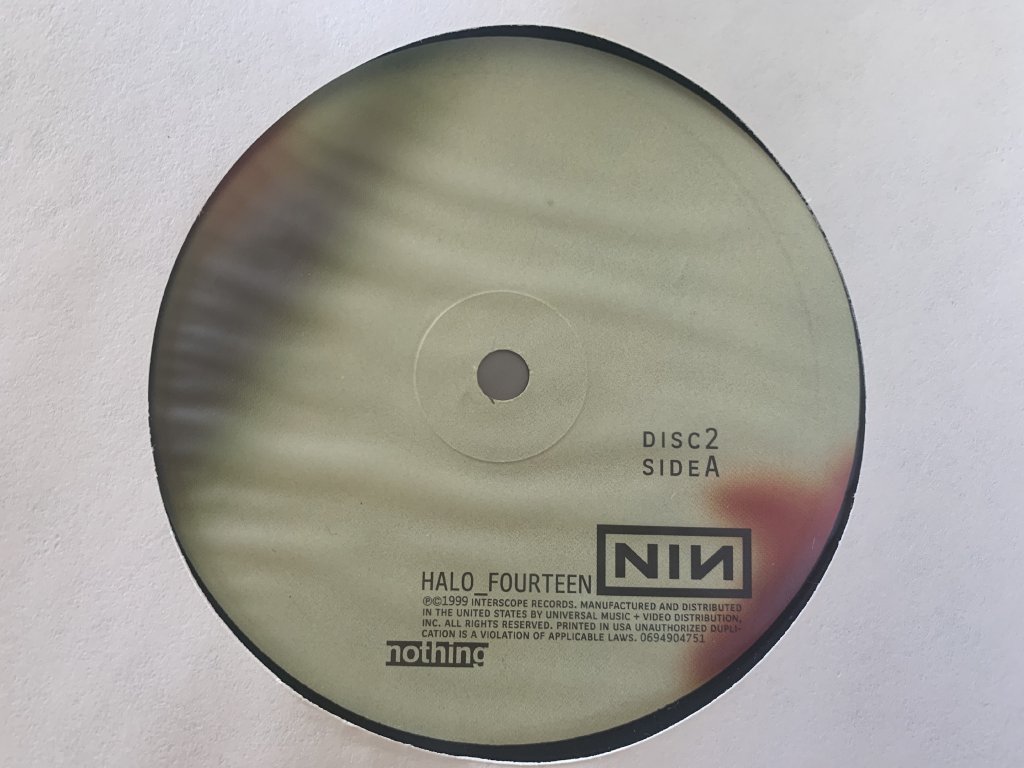 DISC2
SIDEA
NIN
HALO_FOURTEEN
℗©1999 INTERSCOPE RECORDS. MANUFACTURED AND DISTRIBUTED
IN THE UNITED STATES BY UNIVERSAL MUSIC + VIDEO DISTRIBUTION,
INC. ALL RIGHTS RESERVED. PRINTED IN USA UNAUTHORIZED DUPLI-
CATION IS A VIOLATION OF APPLICABLE LAWS. 0694904751
nothing